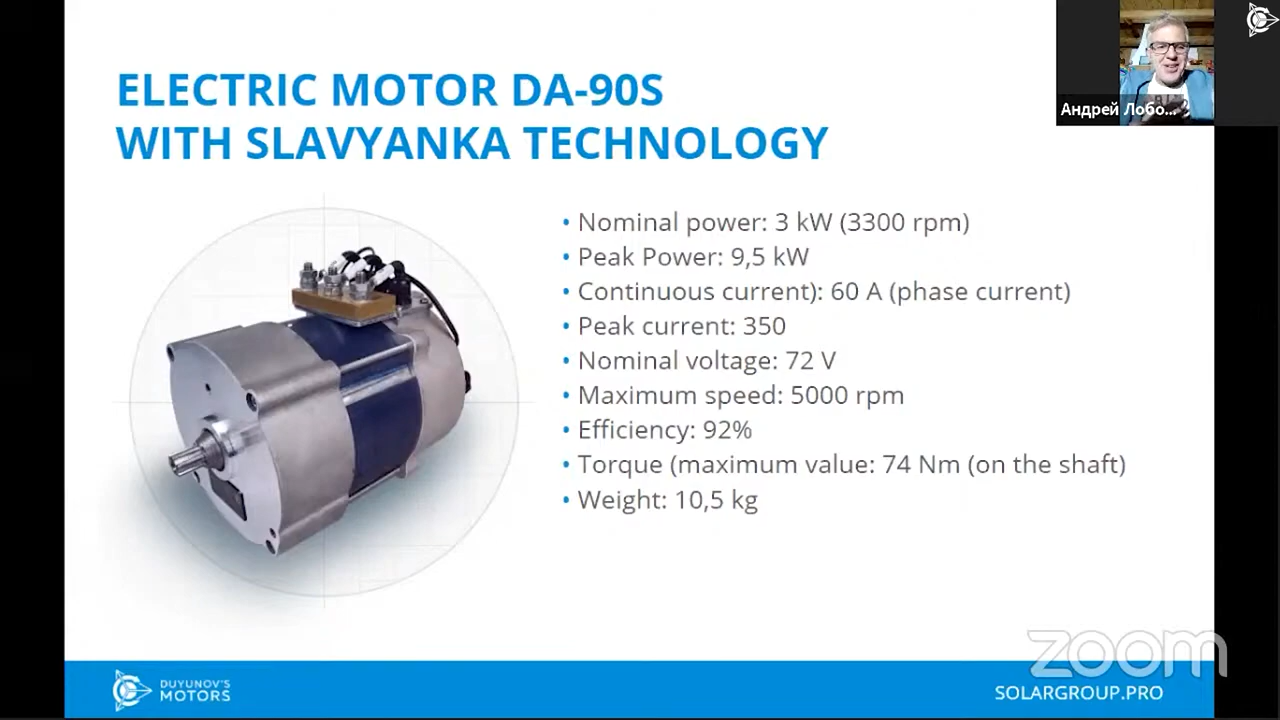 ELECTRIC MOTOR DA-90S
WITH SLAVYANKA TECHNOLOGY
Андрей Лобо...
• Nominal power: 3 kW (3300 rpm)
• Peak Power: 9,5 kW
• Continuous current): 60 A (phase current)
• Peak current: 350
• Nominal voltage: 72 V
• Maximum speed: 5000 rpm
• Efficiency: 92%
• Torque (maximum value: 74 Nm (on the shaft)
• Weight: 10,5 kg
zoom
DUYUNOV'S
MOTORS
SOLARGROUP.PRO